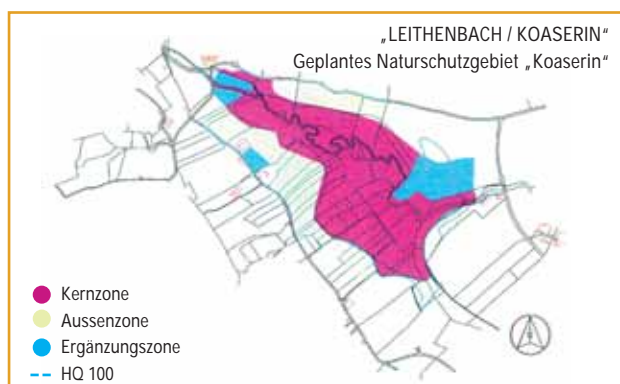 „LEITHENBACH / KOASERIN“
Geplantes Naturschutzgebiet „Koaserin“
Kernzone
Aussenzone
Ergänzungszone
HQ 100